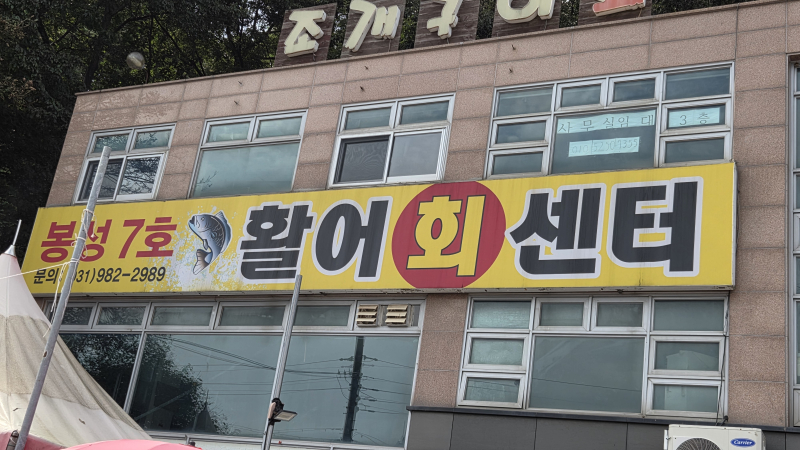 조개구이
사무실임대 3층
봉성 7호 활어회센터
문의 031)982-2989
Carrier